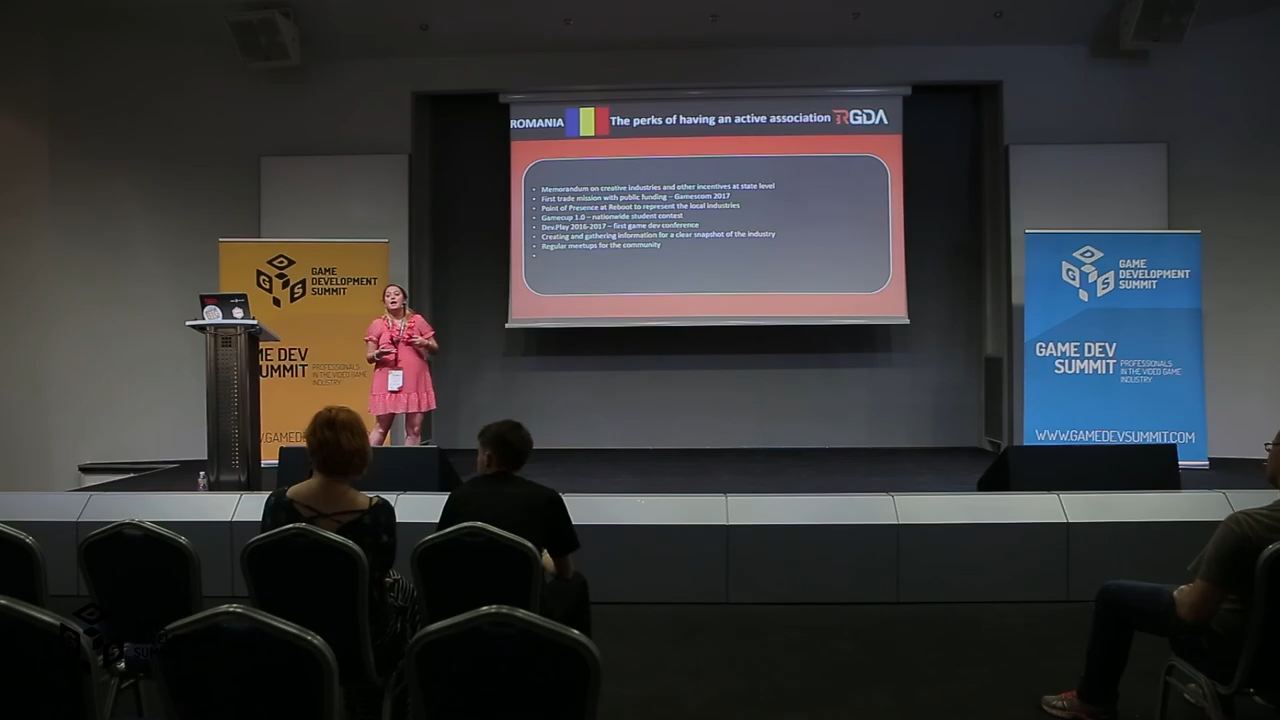 ROMANIA The perks of having an active association RGDA
• Memorandum on creative industries and other incentives at state level
• First trade mission with public funding – Gamescom 2017
• Point of Presence at Reboot to represent the local industries
• Gamecup 1.0 – nationwide student contest
• Dev.Play 2016-2017 – first game dev conference
• Creating and gathering information for a clear snapshot of the industry
• Regular meetups for the community
•
D
G S
GAME
DEVELOPMENT
SUMMIT
ME DEV
UMMIT
PROFESSIONALS
IN THE VIDEO GAME
INDUSTRY
W.GAMEDE
D
G S
GAME
DEVELOPMENT
SUMMIT
GAME DEV
SUMMIT
PROFESSIONALS
IN THE VIDEO GAME
INDUSTRY
WWW.GAMEDEVSUMMIT.COM